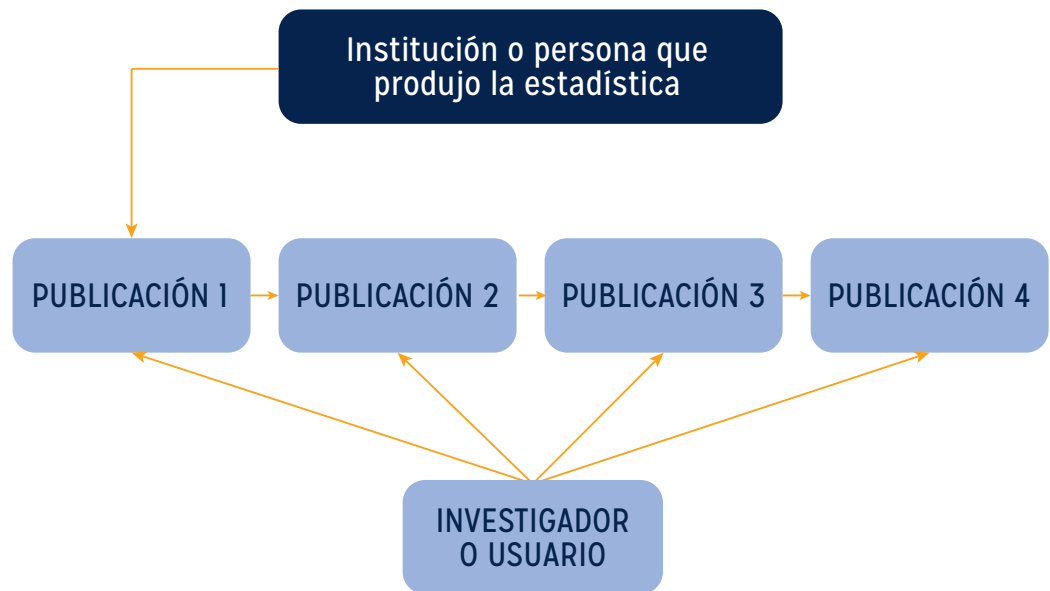 Institución o persona que
produjo la estadística
PUBLICACIÓN 1
PUBLICACIÓN 2
PUBLICACIÓN 3
PUBLICACIÓN 4
INVESTIGADOR
O USUARIO